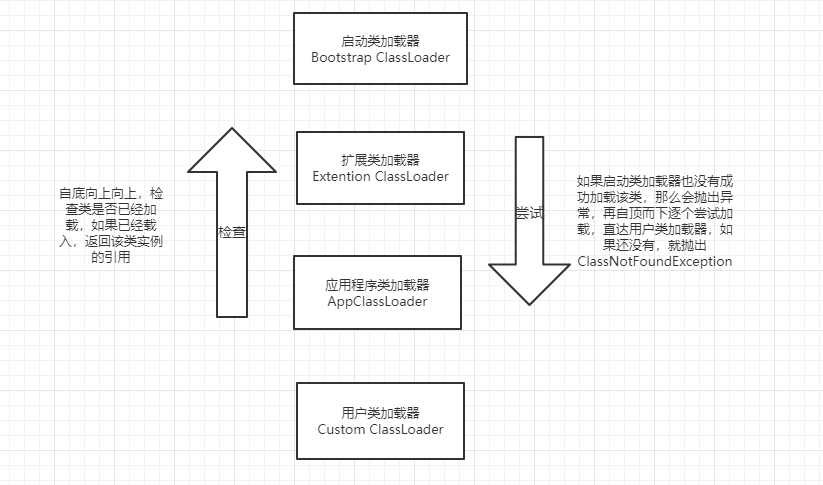 启动类加载器
Bootstrap ClassLoader
扩展类加载器
Extention ClassLoader
自底向上向上，检
查类是否已经加
载，如果已经载
入，返回该类实例
的引用
检查
尝试
如果启动类加载器也没有成
功加载该类，那么会抛出异
常，再自顶而下逐个尝试加
载，直达用户类加载器，如
果还没有，就抛出
ClassNotFoundException
应用程序类加载器
AppClassLoader
用户类加载器
Custom ClassLoader